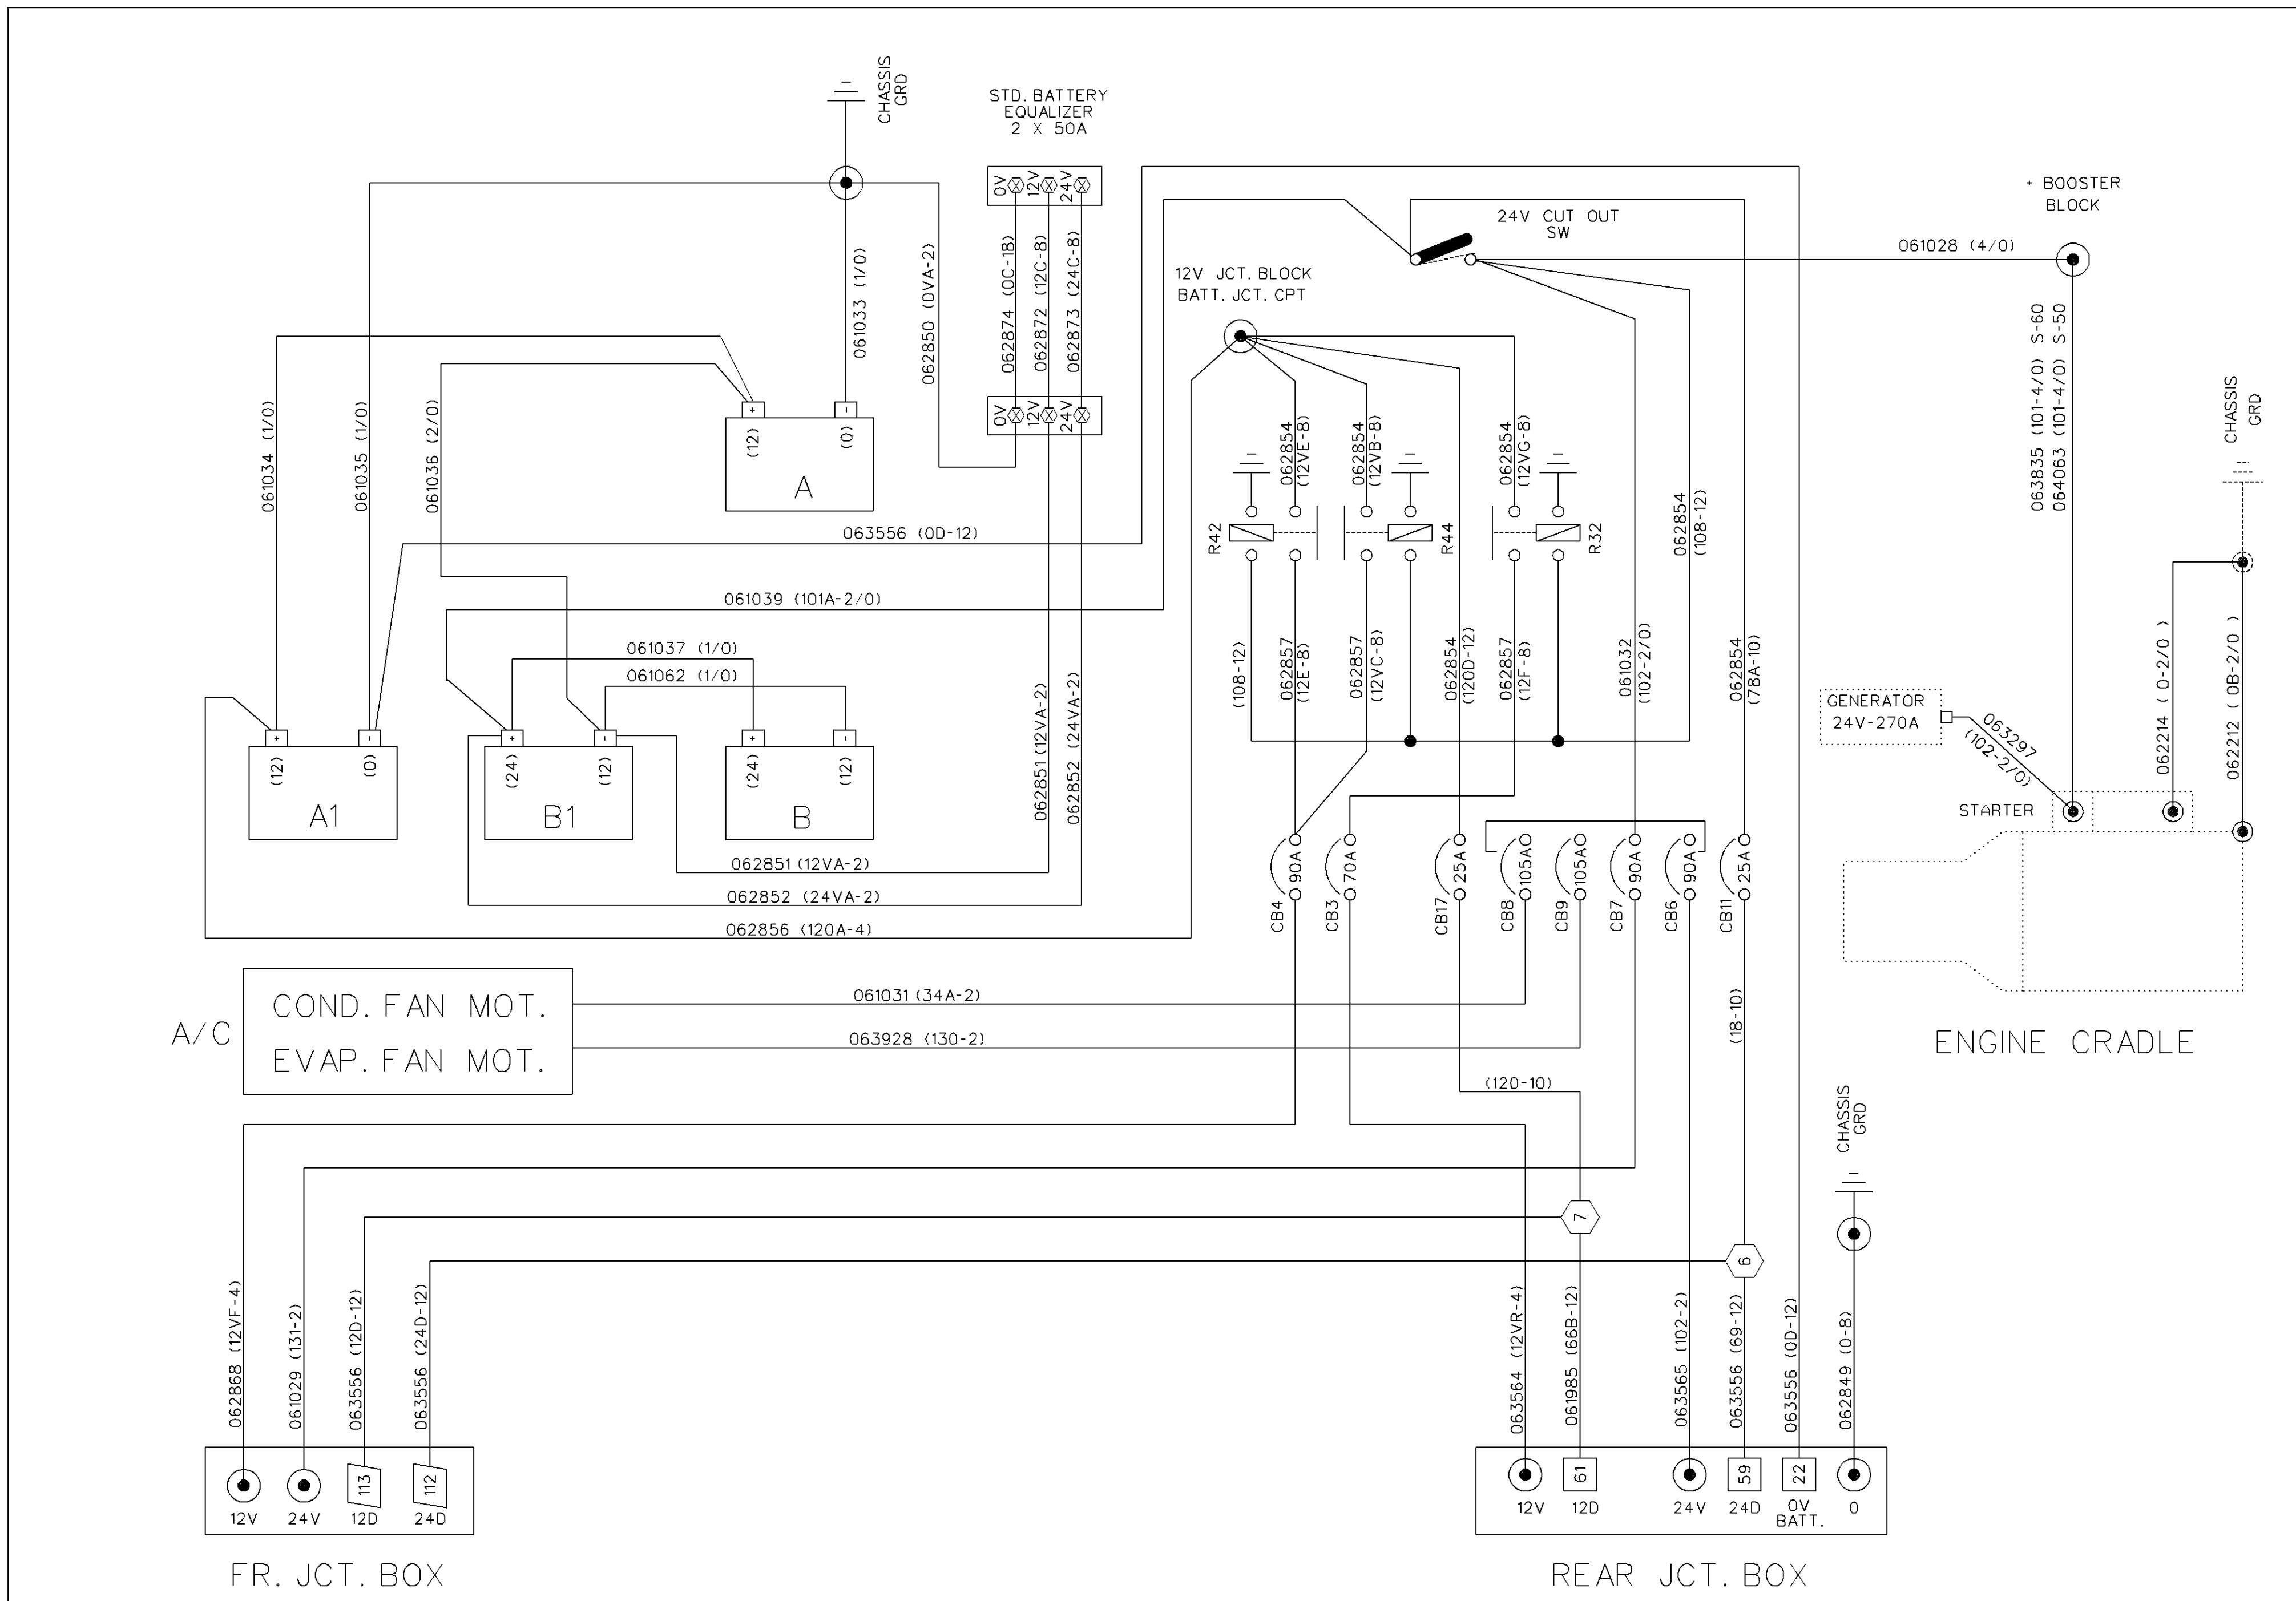 CHASSIS
GRD
STD. BATTERY
EQUALIZER
2 X 50A
0V
12V
24V
+ BOOSTER
BLOCK
24V CUT OUT
SW
061028 (4/0)
12V JCT. BLOCK
BATT. JCT. CPT
061033 (1/0)
062850 (0VA-2)
062874 (0C-18)
062872 (12C-8)
062873 (24C-8)
063835 (101-4/0) S-60
064063 (101-4/0) S-50
CHASSIS
GRD
061034 (1/0)
061035 (1/0)
061036 (2/0)
+
-
(12)
(0)
A
0V
12V
24V
062854
(12VE-8)
062854
(12VB-8)
062854
(12VG-8)
062854
(108-12)
R42
R44
R32
063556 (0D-12)
061039 (101A-2/0)
061037 (1/0)
061062 (1/0)
062851 (12VA-2)
062852 (24VA-2)
(108-12)
062857
(12E-8)
062857
(12VC-8)
062854
(120D-12)
062857
(12F-8)
061032
(102-2/0)
062854
(78A-10)
GENERATOR
24V-270A
063297
(102-2/0)
062214 ( 0-2/0 )
062212 ( 0B-2/0 )
STARTER
+
-
(12)
(0)
A1
+
-
(24)
(12)
B1
+
-
(24)
(12)
B
062851 (12VA-2)
062852 (24VA-2)
062856 (120A-4)
90A
CB4
70A
CB3
25A
CB17
105A
CB8
105A
CB9
90A
CB7
90A
CB6
25A
CB11
A/C
COND. FAN MOT.
EVAP. FAN MOT.
061031 (34A-2)
063928 (130-2)
(18-10)
ENGINE CRADLE
(120-10)
CHASSIS
GRD
7
6
062868 (12VF-4)
061029 (131-2)
063556 (12D-12)
063556 (24D-12)
063564 (12VR-4)
061985 (66B-12)
063565 (102-2)
063556 (69-12)
063556 (0D-12)
062849 (0-8)
113
112
12V
24V
12D
24D
61
59
22
12V
12D
24V
24D
0V
BATT.
0
FR. JCT. BOX
REAR JCT. BOX